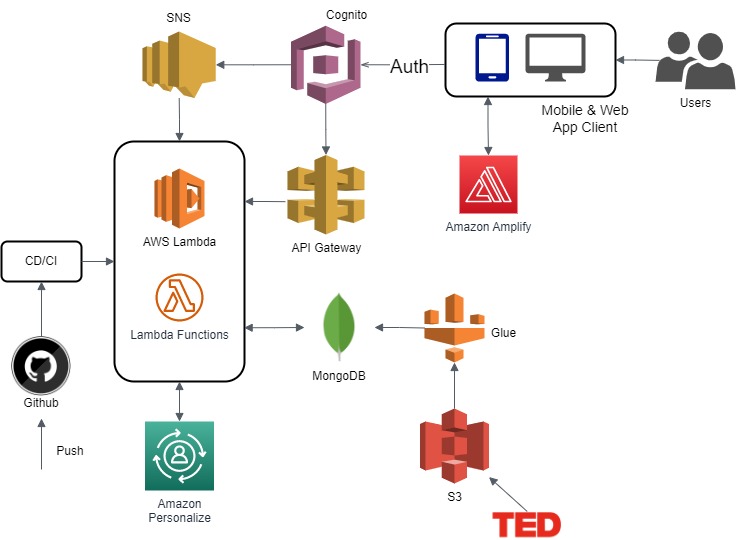 SNS
Cognito
Auth
Mobile & Web
App Client
Users
AWS Lambda
API Gateway
Amazon Amplify
CD/CI
Lambda Functions
MongoDB
Glue
Github
Push
Amazon
Personalize
S3
TED